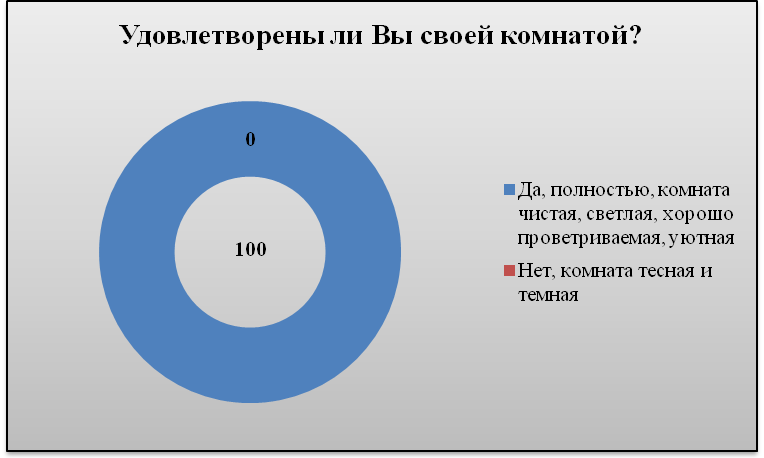 Удовлетворены ли Вы своей комнатой?
0
100
Да, полностью, комната
чистая, светлая, хорошо
проветриваемая, уютная
Нет, комната тесная и
темная